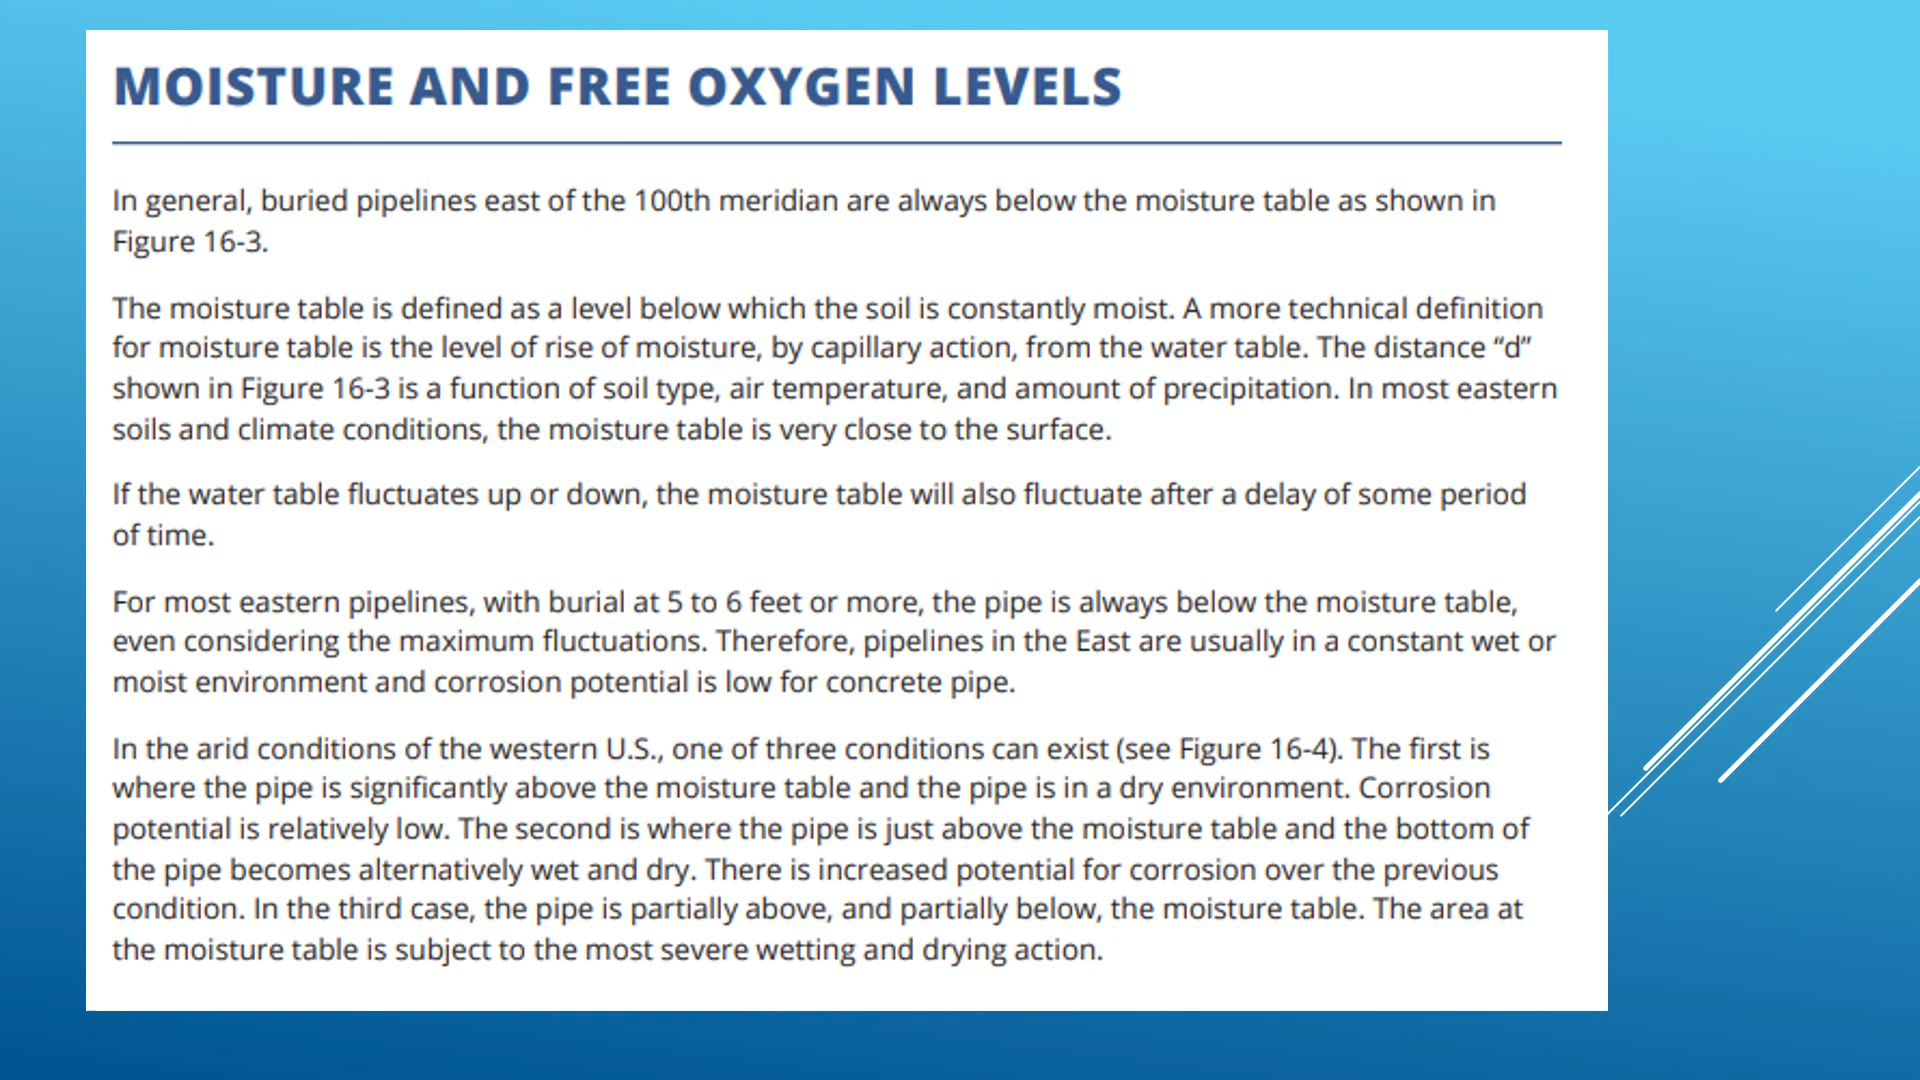 MOISTURE AND FREE OXYGEN LEVELS
In general, buried pipelines east of the 100th meridian are always below the moisture table as shown in
Figure 16-3.
The moisture table is defined as a level below which the soil is constantly moist. A more technical definition
for moisture table is the level of rise of moisture, by capillary action, from the water table. The distance “d”
shown in Figure 16-3 is a function of soil type, air temperature, and amount of precipitation. In most eastern
soils and climate conditions, the moisture table is very close to the surface.
If the water table fluctuates up or down, the moisture table will also fluctuate after a delay of some period
of time.
For most eastern pipelines, with burial at 5 to 6 feet or more, the pipe is always below the moisture table,
even considering the maximum fluctuations. Therefore, pipelines in the East are usually in a constant wet or
moist environment and corrosion potential is low for concrete pipe.
In the arid conditions of the western U.S., one of three conditions can exist (see Figure 16-4). The first is
where the pipe is significantly above the moisture table and the pipe is in a dry environment. Corrosion
potential is relatively low. The second is where the pipe is just above the moisture table and the bottom of
the pipe becomes alternatively wet and dry. There is increased potential for corrosion over the previous
condition. In the third case, the pipe is partially above, and partially below, the moisture table. The area at
the moisture table is subject to the most severe wetting and drying action.